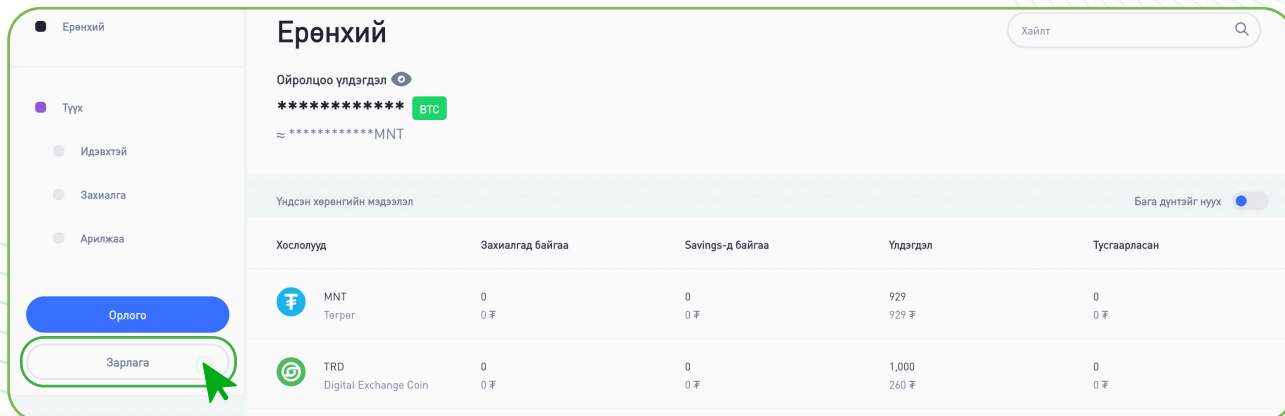 Ерөнхий
Түүх
Идэвхтэй
Захиалга
Арилжаа
Орлого
Зарлага
Ерөнхий
Хайлт
Ойролцоо үлдэгдэл
************ BTC
≈ ************MNT
Үндсэн хөрөнгийн мэдээлэл
Бага дүнтэйг нуух
Хослолууд Захиалгад байгаа Savings-д байгаа Үлдэгдэл Тусгаарласан
MNT 0 0 929 0
Төгрөг 0 ₮ 0 ₮ 929 ₮ 0 ₮
TRD 0 0 1,000 0
Digital Exchange Coin 0 ₮ 0 ₮ 260 ₮ 0 ₮